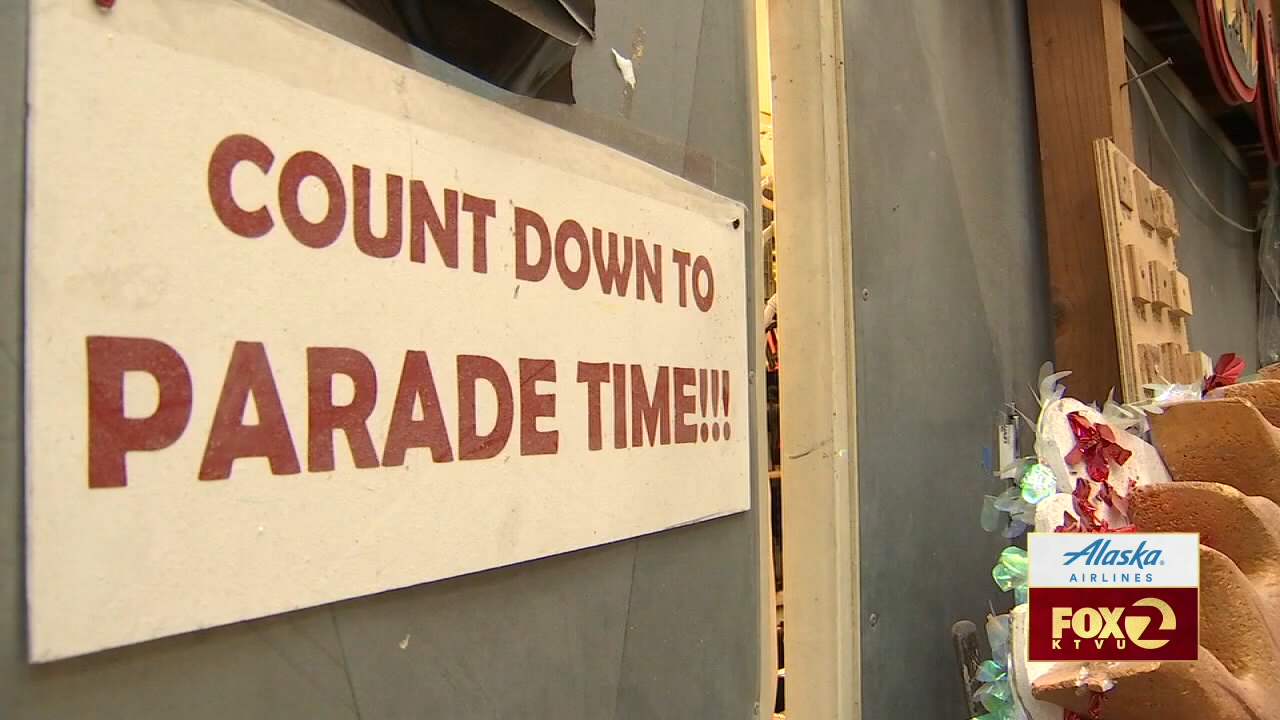 COUNT DOWN TO
PARADE TIME!!!
Alaska
AIRLINES
FOX 2
KTVU